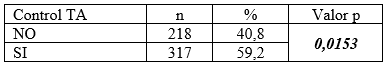 Control TA n % Valor p
NO 218 40,8 0,0153
SI 317 59,2